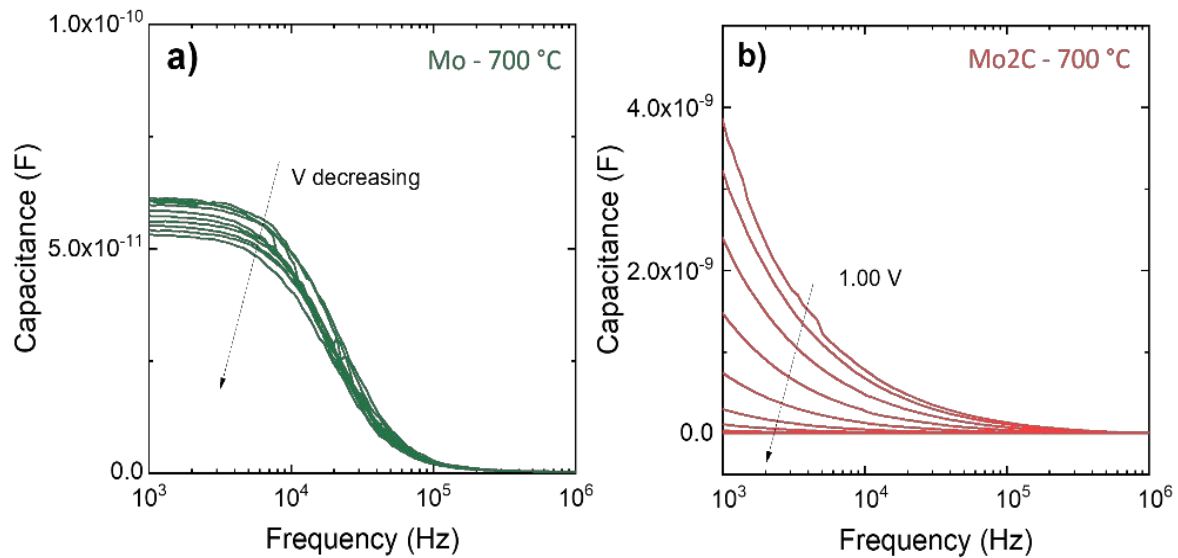 a)
Mo - 700 °C
V decreasing
Capacitance (F)
1.0x10⁻¹⁰
5.0x10⁻¹¹
0.0
10³ 10⁴ 10⁵ 10⁶
Frequency (Hz)
b)
Mo2C - 700 °C
1.00 V
Capacitance (F)
4.0x10⁻⁹
2.0x10⁻⁹
0.0
10³ 10⁴ 10⁵ 10⁶
Frequency (Hz)